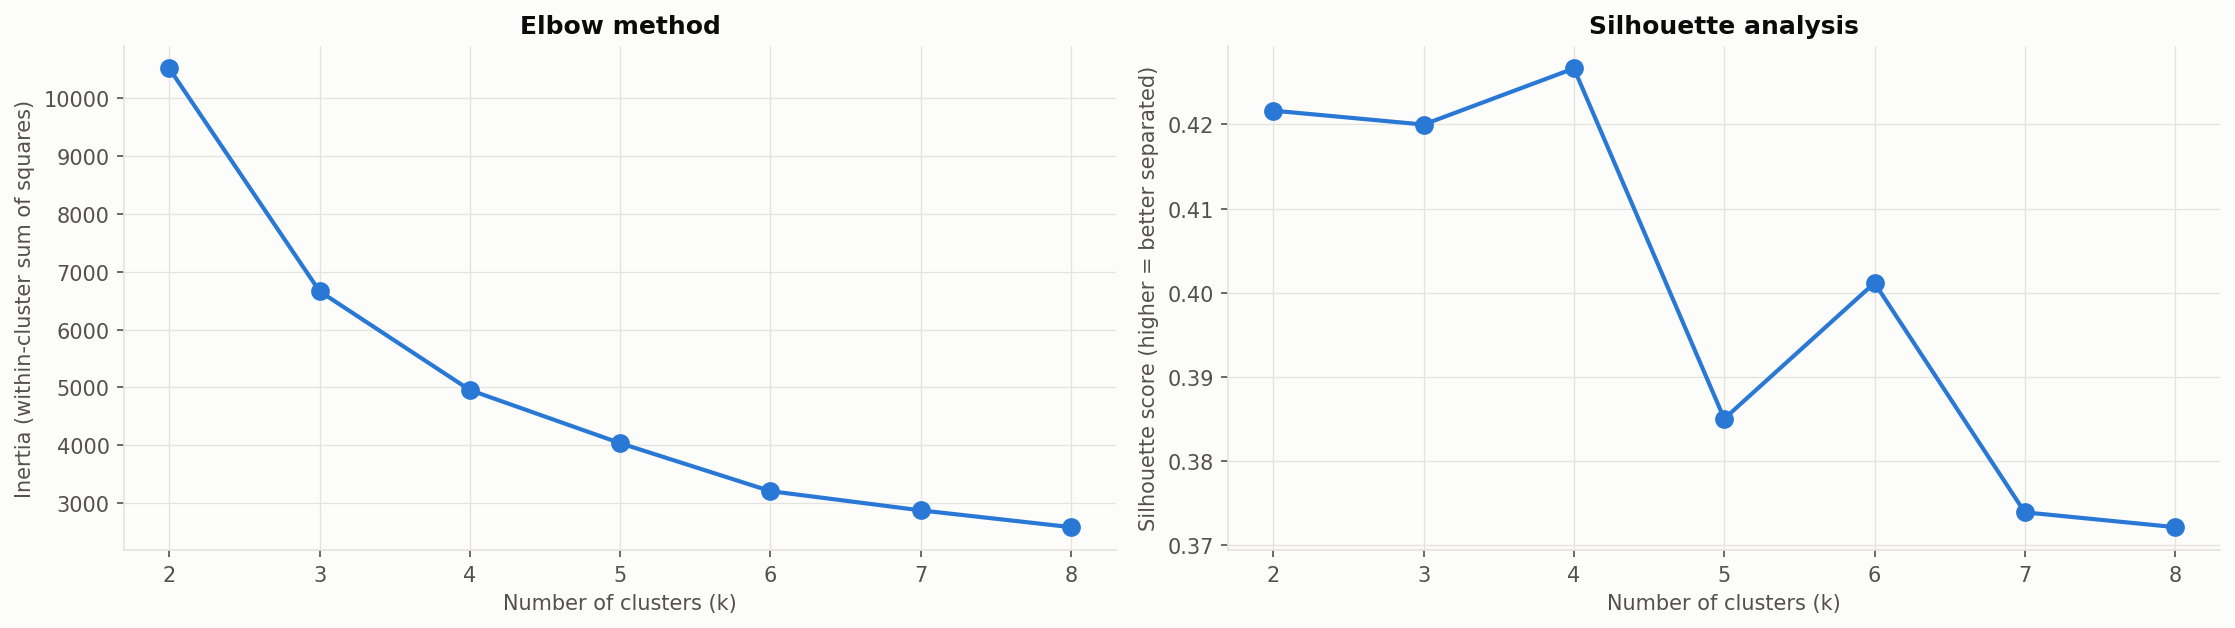 Elbow method
Inertia (within-cluster sum of squares)
10000
9000
8000
7000
6000
5000
4000
3000
2 3 4 5 6 7 8
Number of clusters (k)
Silhouette analysis
Silhouette score (higher = better separated)
0.42
0.41
0.40
0.39
0.38
0.37
2 3 4 5 6 7 8
Number of clusters (k)